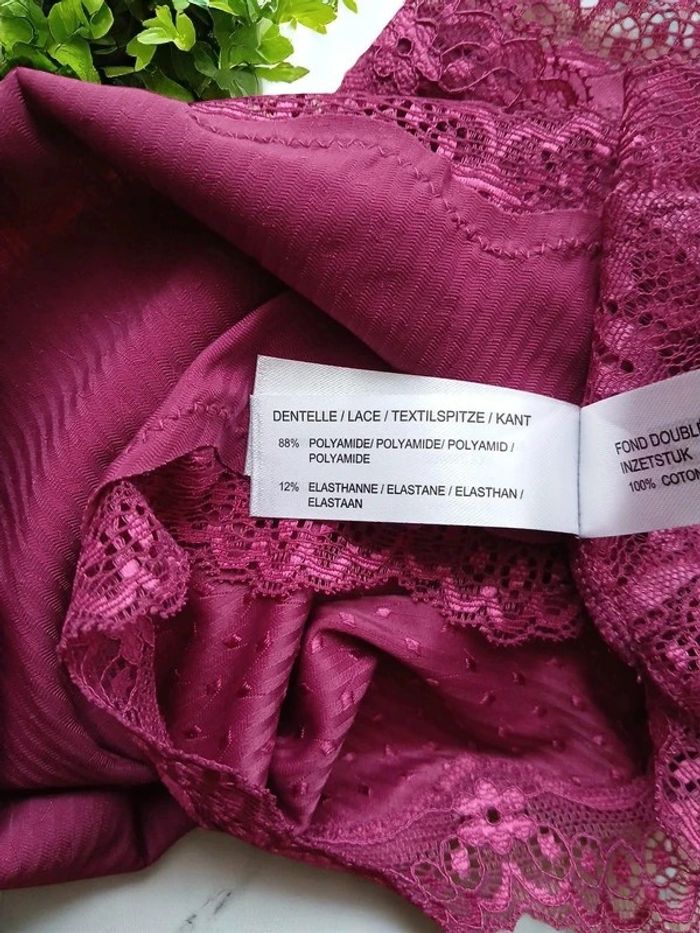 DENTELLE / LACE / TEXTILSPITZE / KANT
88% POLYAMIDE/ POLYAMIDE/ POLYAMID /
POLYAMIDE
12% ELASTHANNE / ELASTANE / ELASTHAN /
ELASTAAN
FOND DOUBL
INZETSTUK
100% COTON